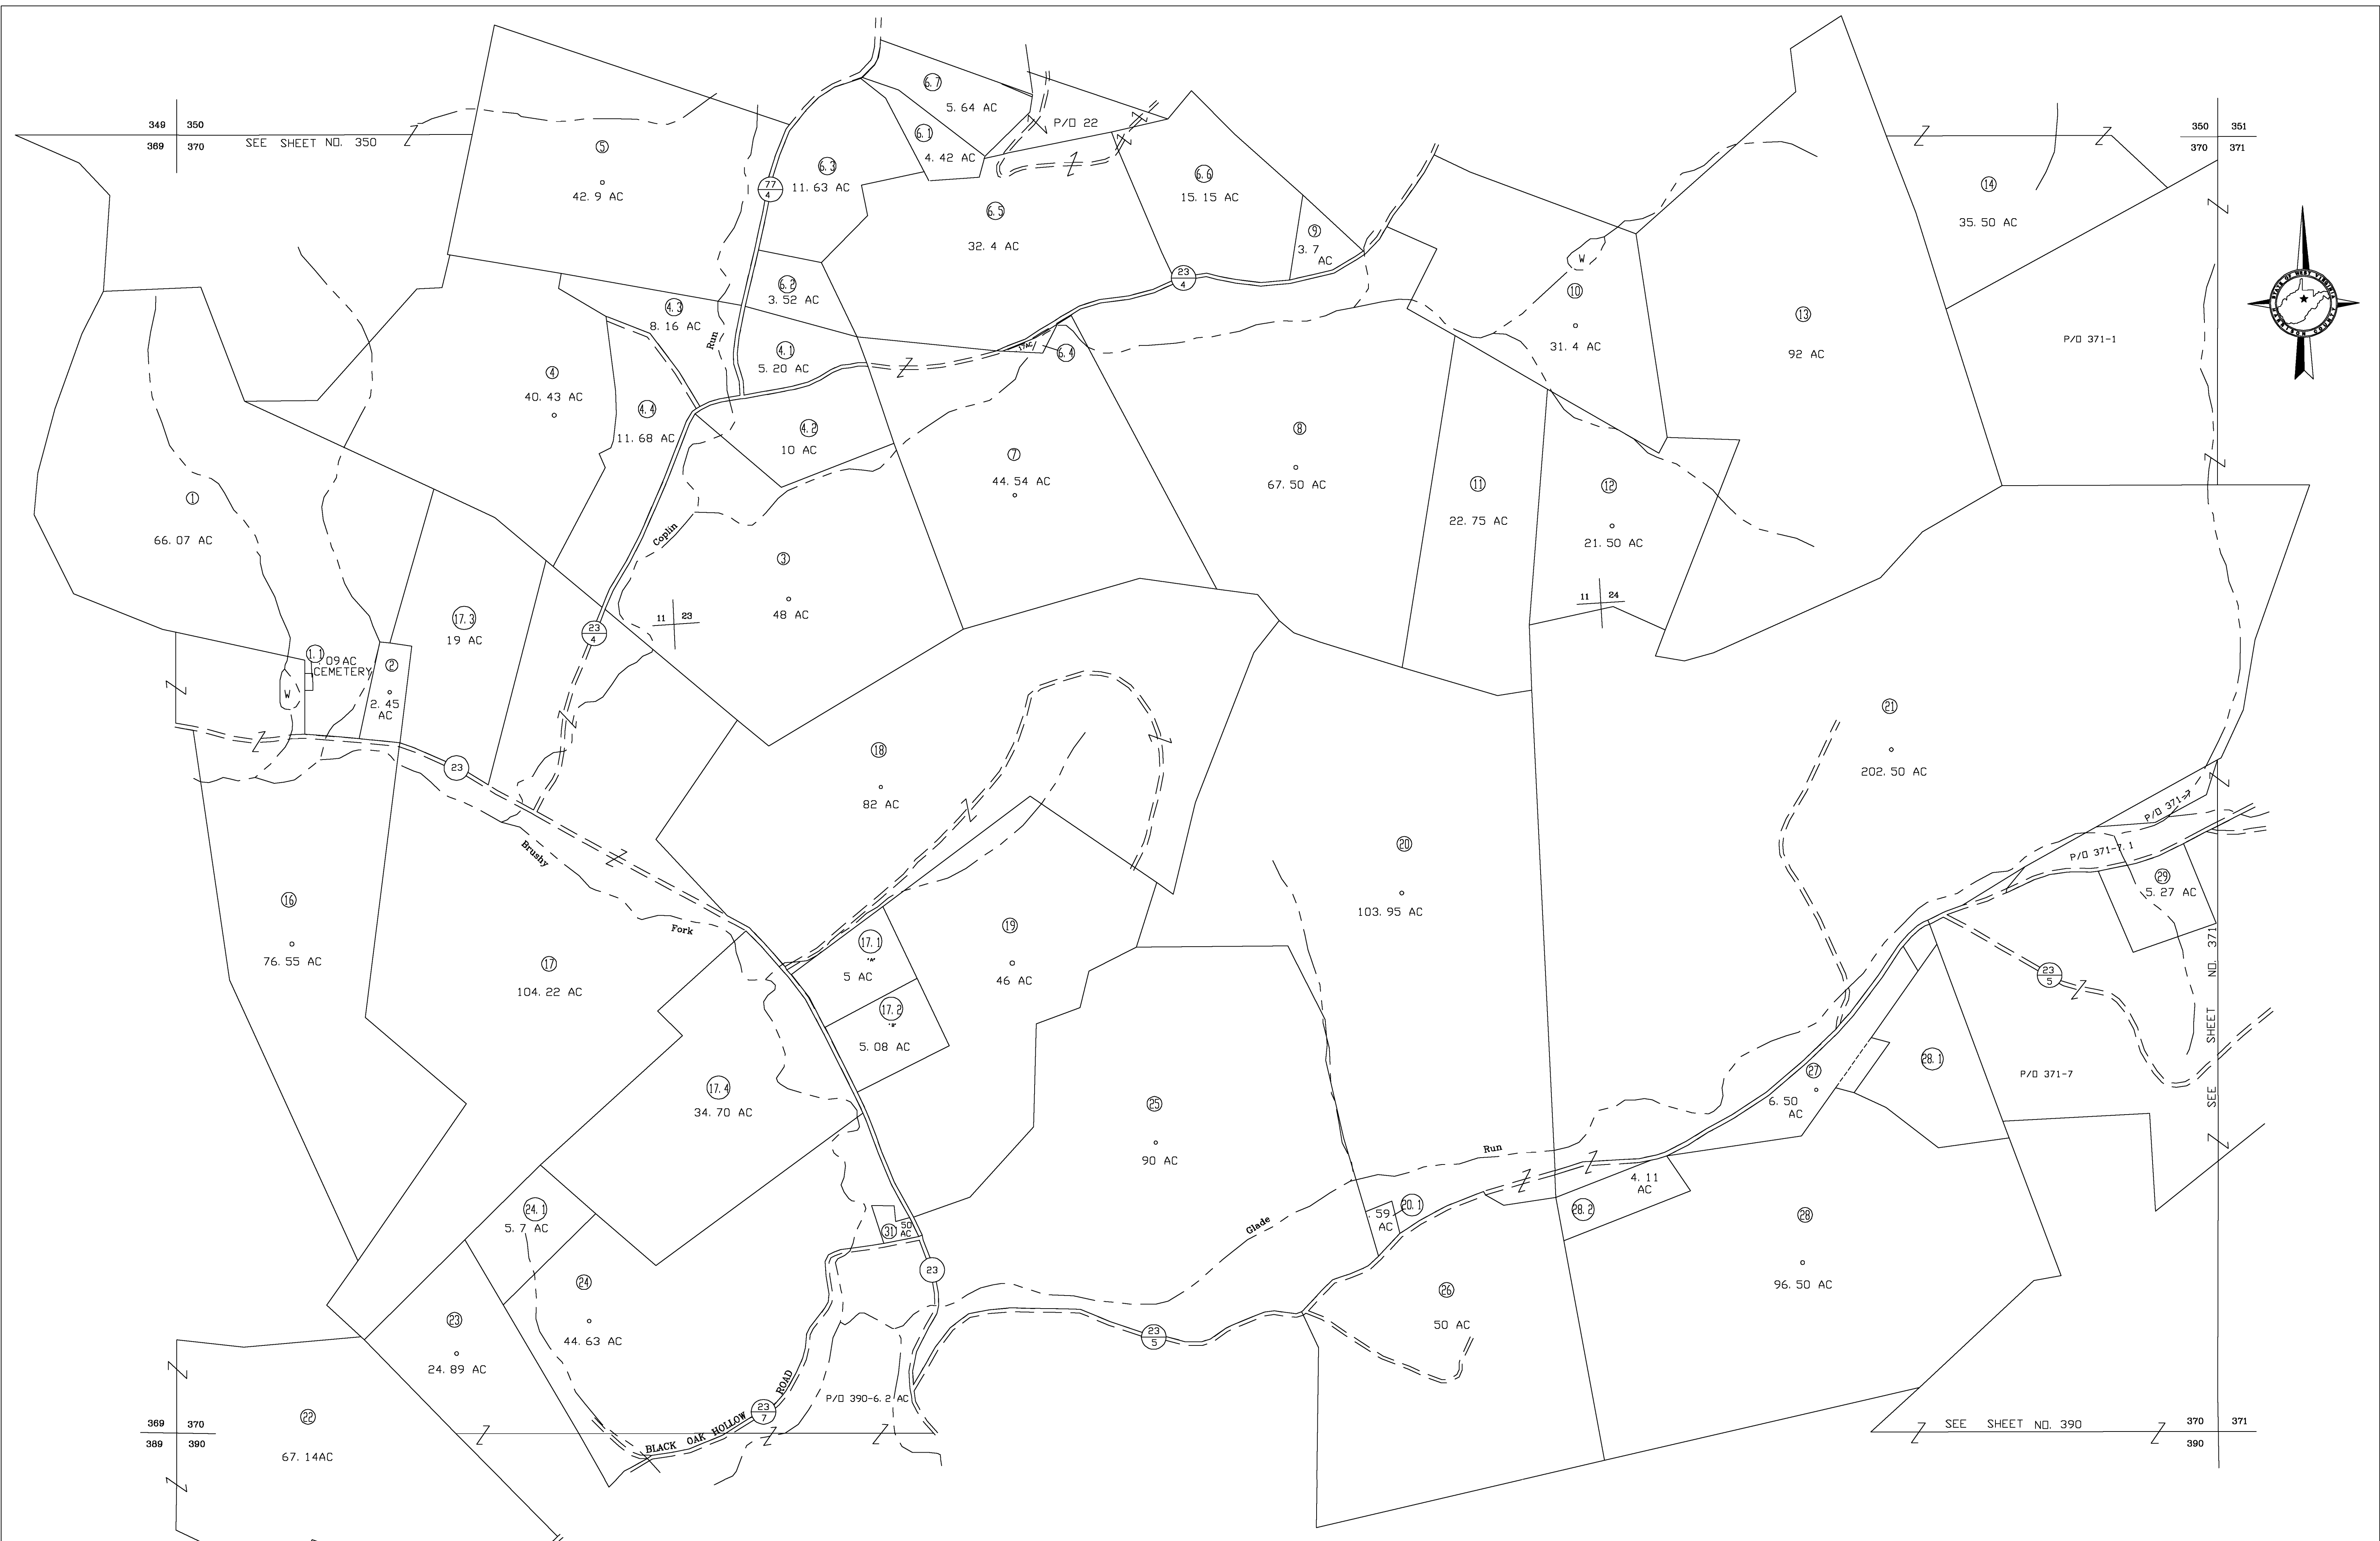 349 350
369 370
SEE SHEET NO. 350
350 351
370 371
5
42. 9 AC
77
4
6. 7
5. 64 AC
6. 1
4. 42 AC
P/O 22
6. 3
11. 63 AC
6. 5
32. 4 AC
6. 6
15. 15 AC
9
3. 7
AC
14
35. 50 AC
STATE OF WEST VIRGINIA
HARRISON COUNTY
W
10
31. 4 AC
13
92 AC
P/O 371-1
6. 2
3. 52 AC
23
4
4. 3
8. 16 AC
Run
4. 1
5. 20 AC
6. 4
4
40. 43 AC
4. 4
11. 68 AC
4. 2
10 AC
7
44. 54 AC
8
67. 50 AC
11
22. 75 AC
12
21. 50 AC
1
66. 07 AC
Coplin
3
48 AC
11 23
11 24
17. 3
19 AC
23
4
1. 1
. 09 AC
CEMETERY
W
2
2. 45
AC
23
18
82 AC
21
202. 50 AC
P/O 371-7
P/O 371-7. 1
20
103. 95 AC
29
5. 27 AC
Brushy
Fork
16
76. 55 AC
17
104. 22 AC
17. 1
"A"
5 AC
17. 2
"B"
5. 08 AC
19
46 AC
23
5
SEE SHEET NO. 371
17. 4
34. 70 AC
25
90 AC
27
6. 50
AC
28. 1
P/O 371-7
Run
Glade
24. 1
5. 7 AC
31
. 50
AC
20. 1
. 59
AC
28. 2
4. 11
AC
28
96. 50 AC
23
24
44. 63 AC
26
50 AC
23
24. 89 AC
23
5
P/O 390-6. 2 AC
BLACK OAK HOLLOW ROAD
23
7
22
67. 14AC
369 370
389 390
SEE SHEET NO. 390
370 371
390